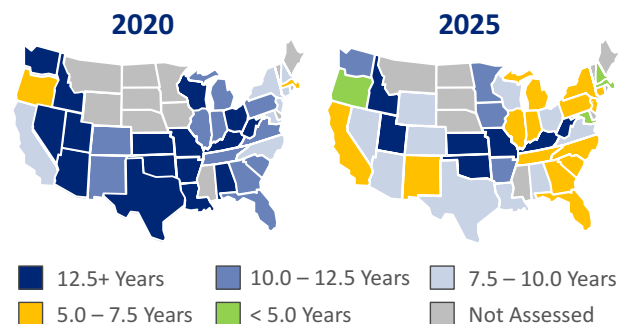 2020 2025
12.5+ Years 10.0 – 12.5 Years 7.5 – 10.0 Years
5.0 – 7.5 Years < 5.0 Years Not Assessed